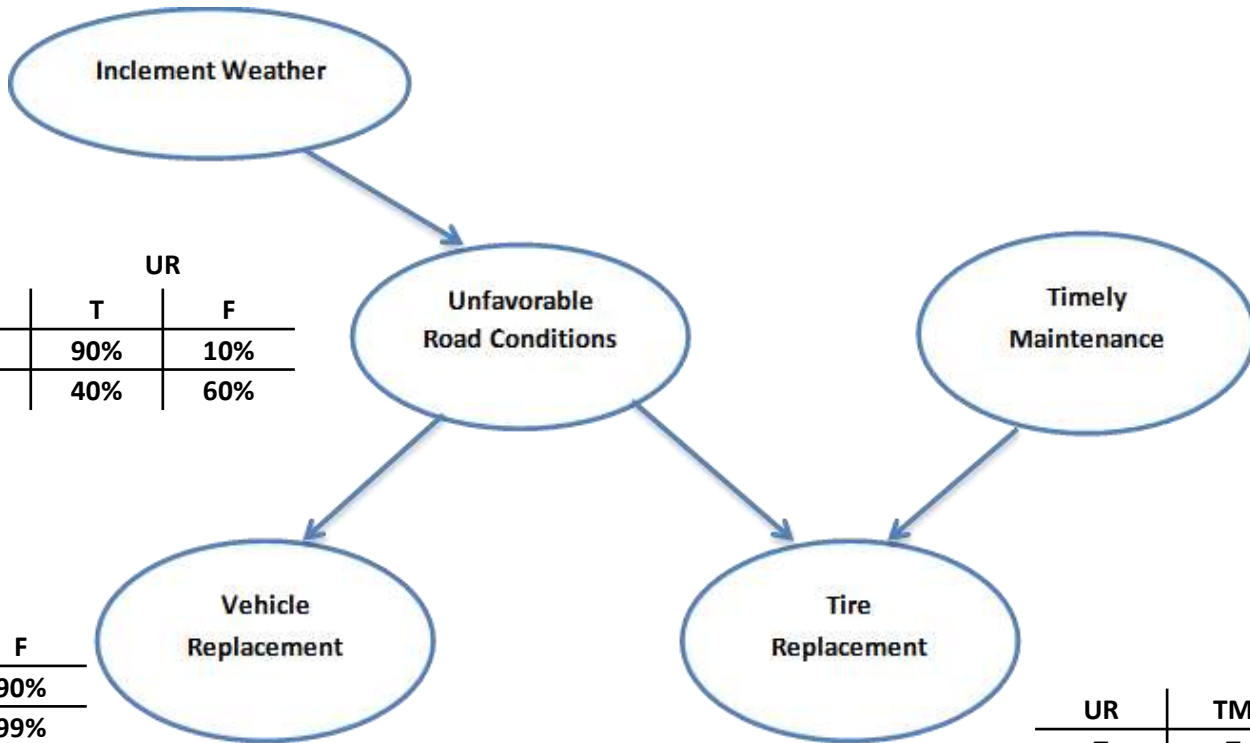 Inclement Weather
UR
T F
90% 10%
40% 60%
Unfavorable
Road Conditions
Timely
Maintenance
Vehicle
Replacement
Tire
Replacement
F
90%
99%
UR TM